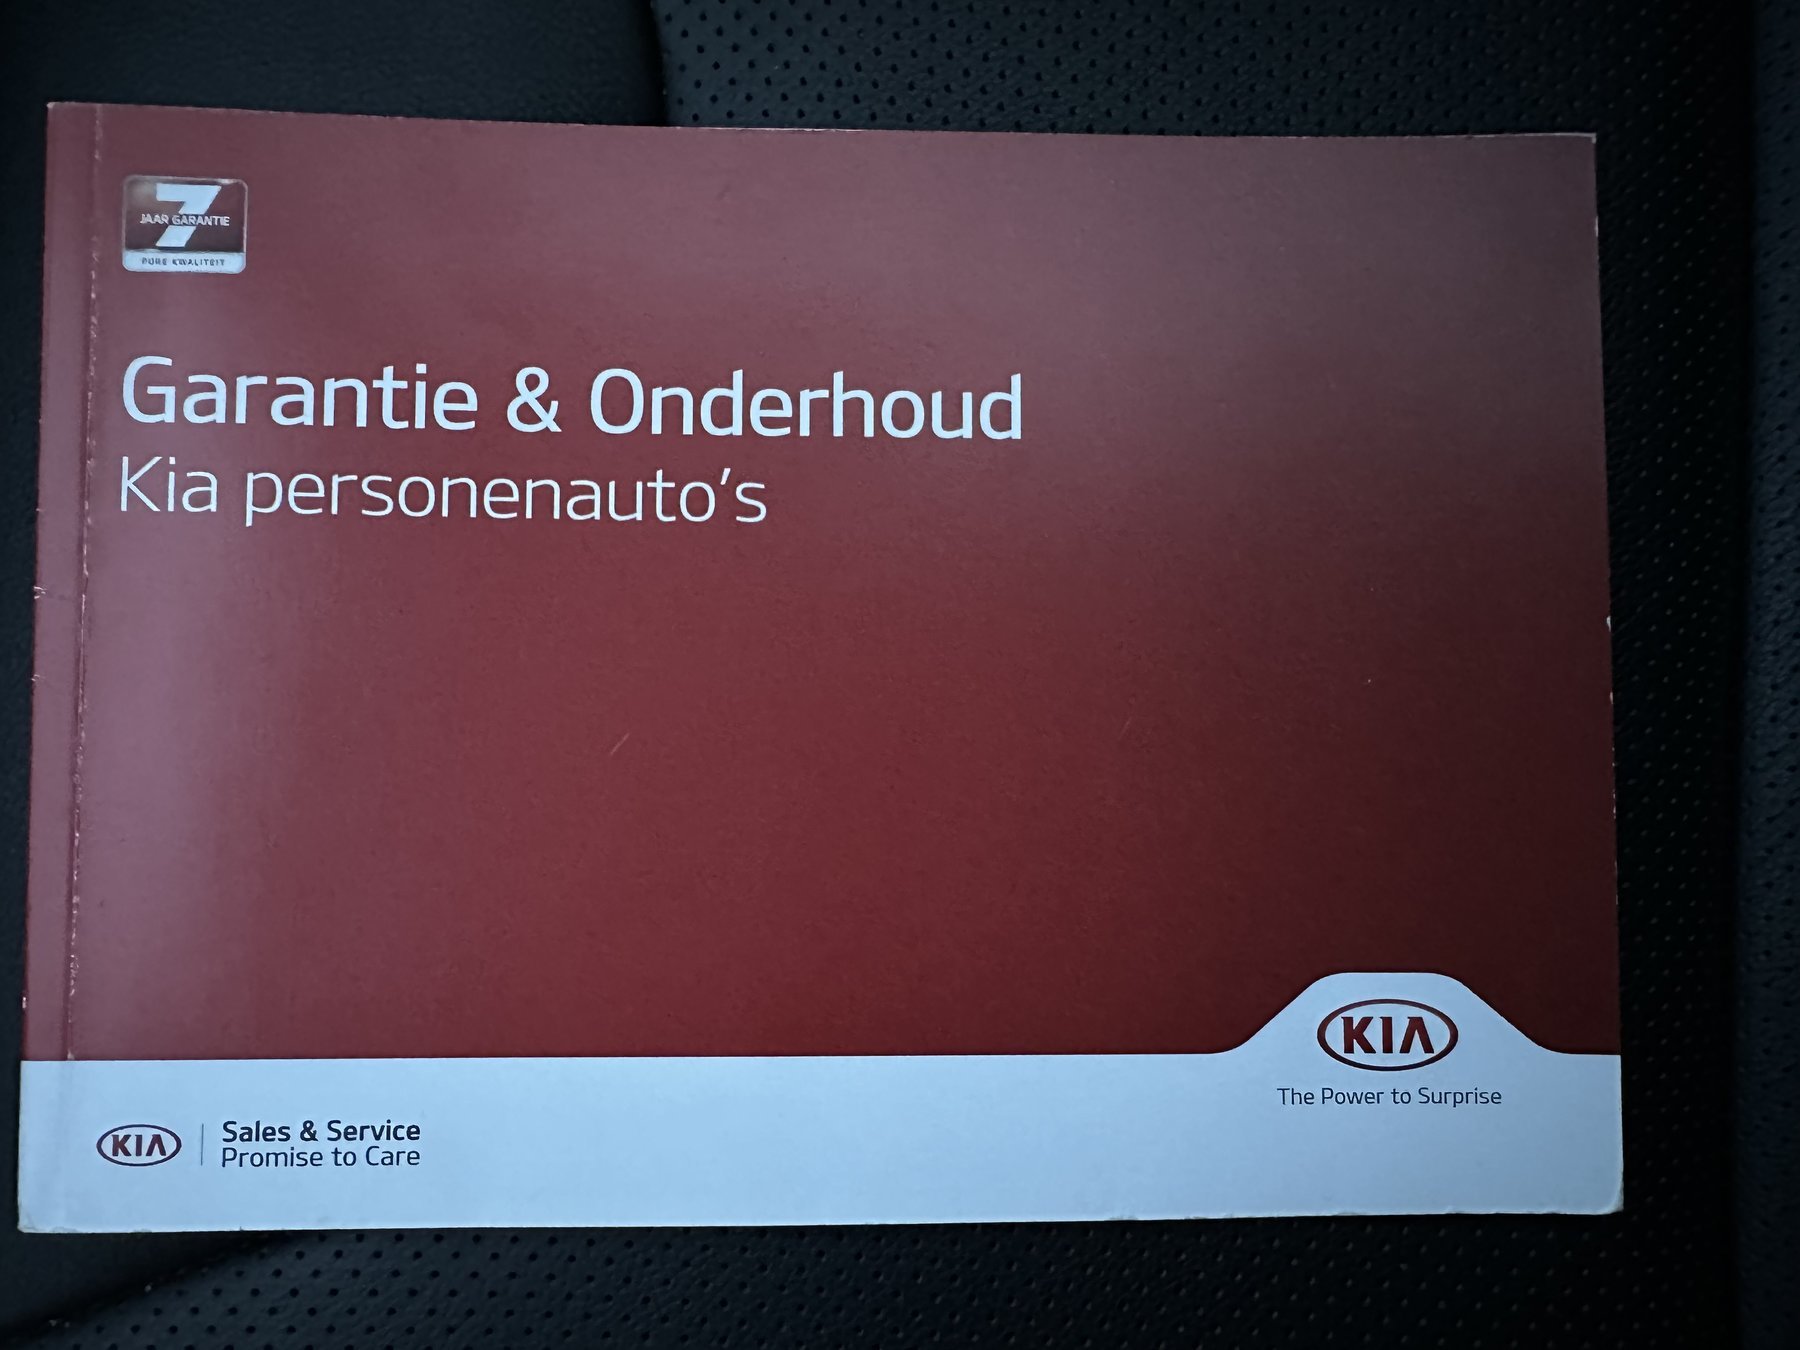 7
JAAR GARANTIE
PURE KWALITEIT
Garantie & Onderhoud
Kia personenauto's
KIA
The Power to Surprise
KIA
Sales & Service
Promise to Care